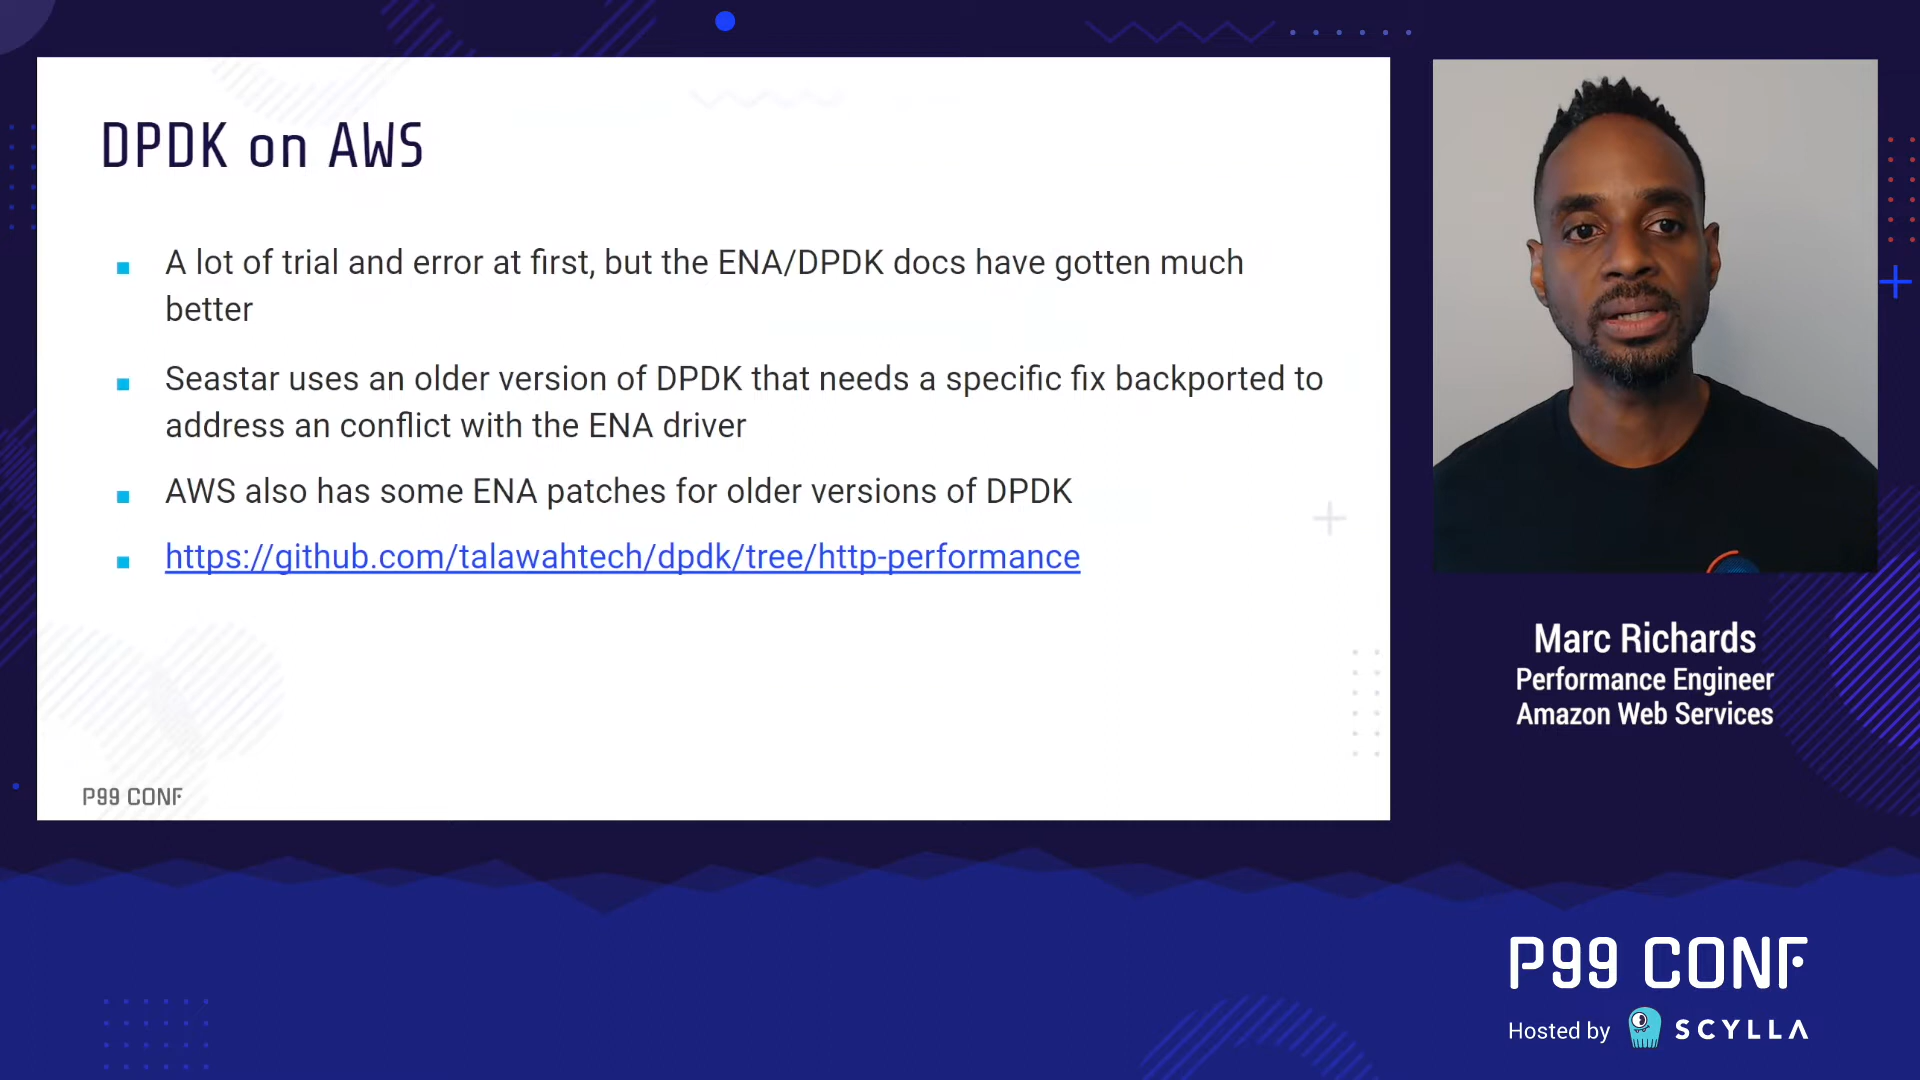 DPDK on AWS
A lot of trial and error at first, but the ENA/DPDK docs have gotten much
better
Seastar uses an older version of DPDK that needs a specific fix backported to
address an conflict with the ENA driver
AWS also has some ENA patches for older versions of DPDK
https://github.com/talawahtech/dpdk/tree/http-performance
P99 CONF
Marc Richards
Performance Engineer
Amazon Web Services
P99 CONF
Hosted by SCYLLA